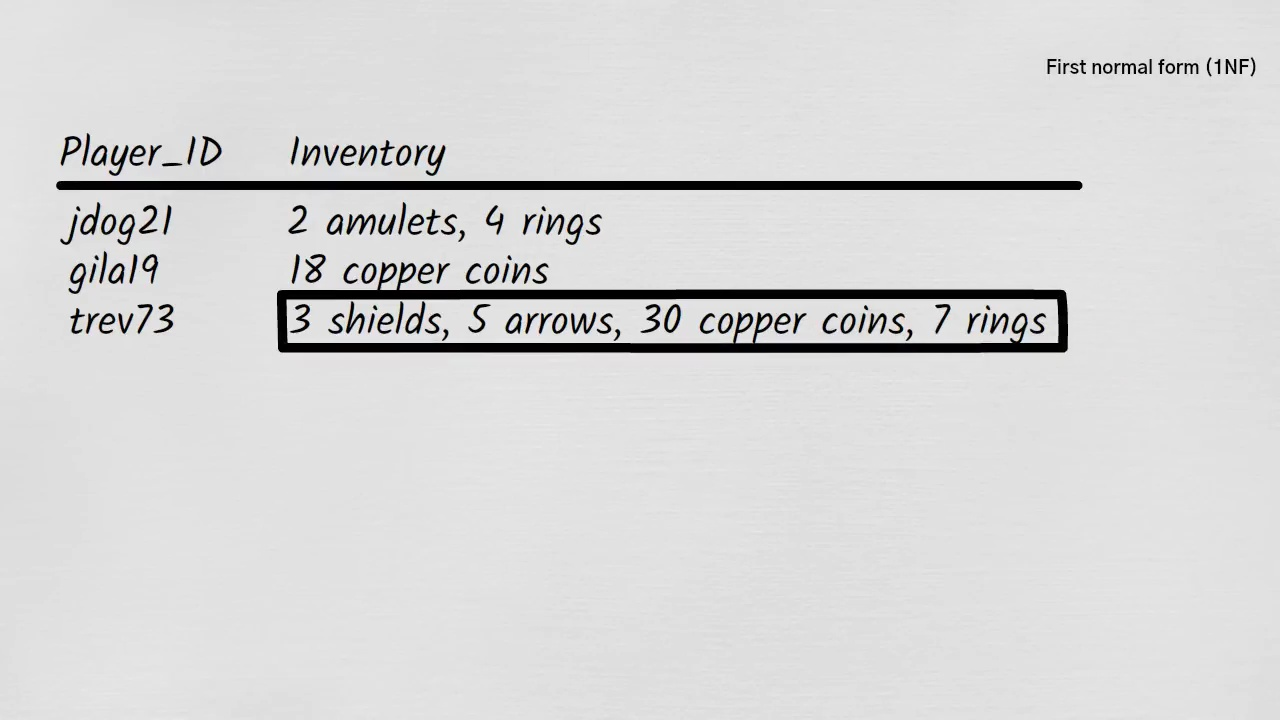 First normal form (1NF)
Player_ID Inventory
jdog21 2 amulets, 4 rings
gila19 18 copper coins
trev73 3 shields, 5 arrows, 30 copper coins, 7 rings